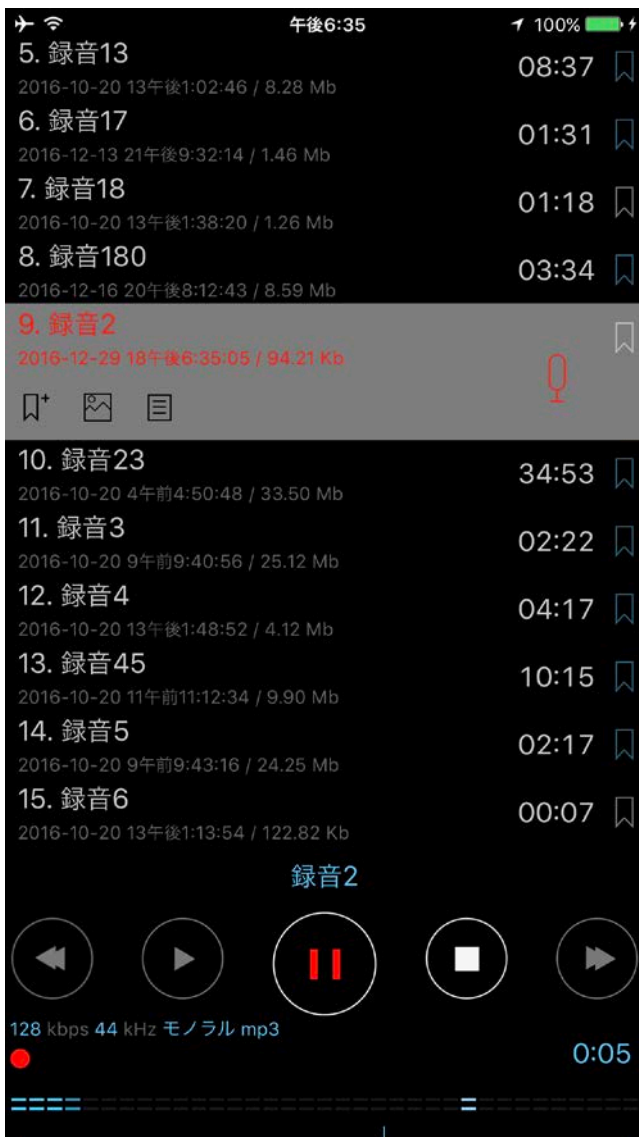 午後6:35 100%
5. 録音13 08:37
2016-10-20 13午後1:02:46 / 8.28 Mb
6. 録音17 01:31
2016-12-13 21午後9:32:14 / 1.46 Mb
7. 録音18 01:18
2016-10-20 13午後1:38:20 / 1.26 Mb
8. 録音180 03:34
2016-12-16 20午後8:12:43 / 8.59 Mb
9. 録音2
2016-12-29 18午後6:35:05 / 94.21 Kb
10. 録音23 34:53
2016-10-20 4午前4:50:48 / 33.50 Mb
11. 録音3 02:22
2016-10-20 9午前9:40:56 / 25.12 Mb
12. 録音4 04:17
2016-10-20 13午後1:48:52 / 4.12 Mb
13. 録音45 10:15
2016-10-20 11午前11:12:34 / 9.90 Mb
14. 録音5 02:17
2016-10-20 9午前9:43:16 / 24.25 Mb
15. 録音6 00:07
2016-10-20 13午後1:13:54 / 122.82 Kb
録音2
128 kbps 44 kHz モノラル mp3
0:05